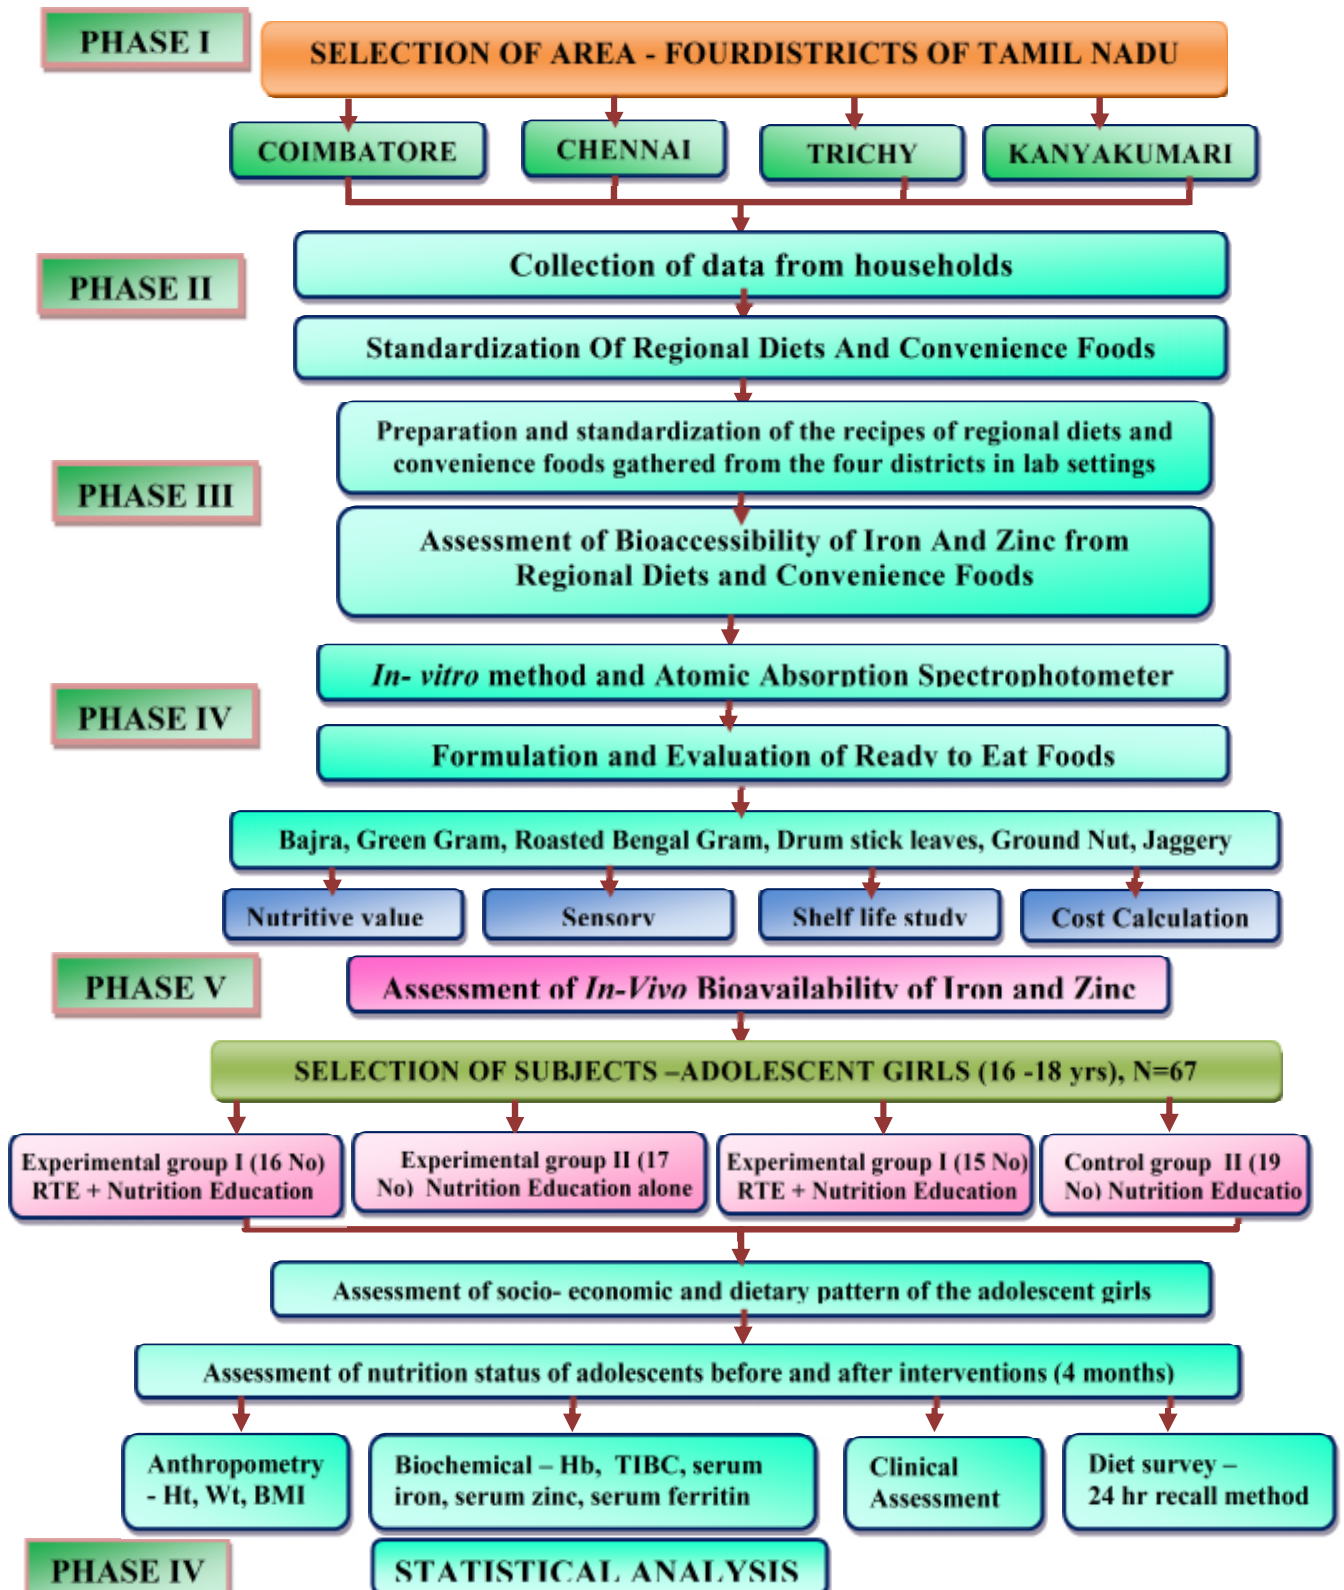 PHASE I
SELECTION OF AREA - FOURDISTRICTS OF TAMIL NADU
COIMBATORE
CHENNAI
TRICHY
KANYAKUMARI
Collection of data from households
PHASE II
Standardization Of Regional Diets And Convenience Foods
Preparation and standardization of the recipes of regional diets and
convenience foods gathered from the four districts in lab settings
PHASE III
Assessment of Bioaccessibility of Iron And Zinc from
Regional Diets and Convenience Foods
In- vitro method and Atomic Absorption Spectrophotometer
PHASE IV
Formulation and Evaluation of Ready to Eat Foods
Bajra, Green Gram, Roasted Bengal Gram, Drum stick leaves, Ground Nut, Jaggery
Nutritive value
Sensory
Shelf life study
Cost Calculation
PHASE V
Assessment of In-Vivo Bioavailability of Iron and Zinc
SELECTION OF SUBJECTS –ADOLESCENT GIRLS (16 -18 yrs), N=67
Experimental group I (16 No)
RTE + Nutrition Education
Experimental group II (17
No) Nutrition Education alone
Experimental group I (15 No)
RTE + Nutrition Education
Control group II (19
No) Nutrition Educatio
Assessment of socio- economic and dietary pattern of the adolescent girls
Assessment of nutrition status of adolescents before and after interventions (4 months)
Anthropometry
- Ht, Wt, BMI
Biochemical – Hb, TIBC, serum
iron, serum zinc, serum ferritin
Clinical
Assessment
Diet survey –
24 hr recall method
PHASE IV
STATISTICAL ANALYSIS